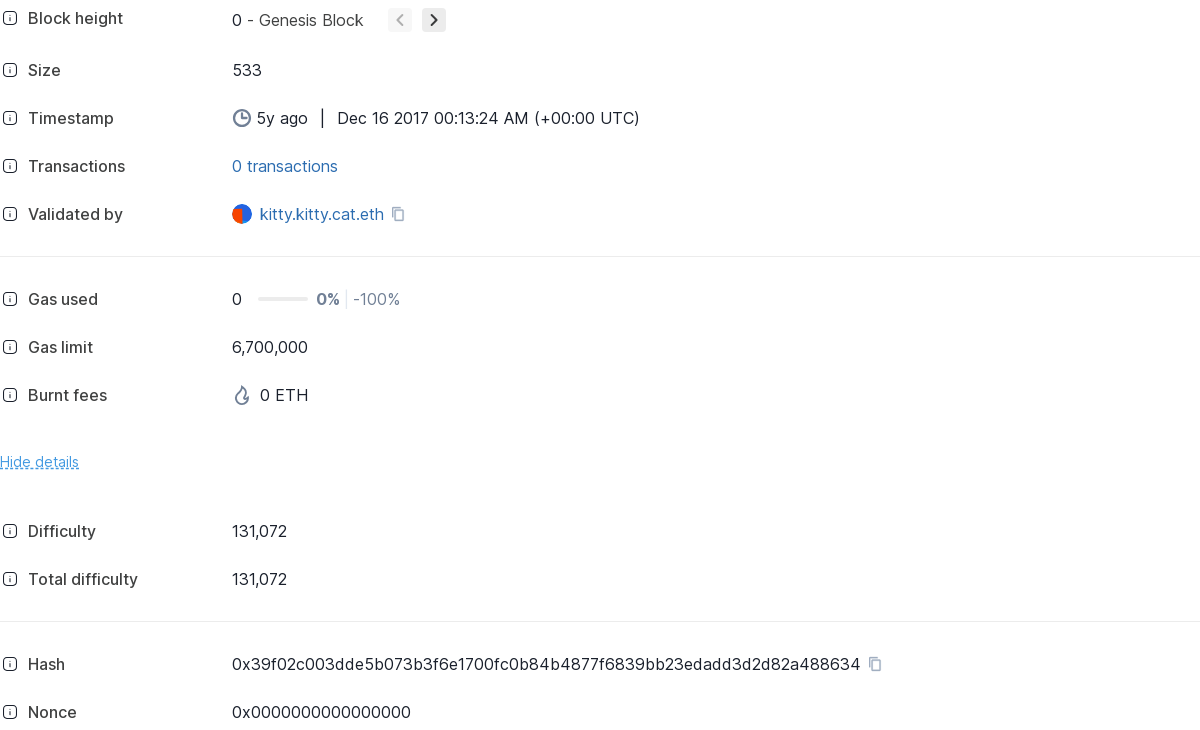 Block height 0 - Genesis Block
Size 533
Timestamp 5y ago | Dec 16 2017 00:13:24 AM (+00:00 UTC)
Transactions 0 transactions
Validated by kitty.kitty.cat.eth
Gas used 0 0% -100%
Gas limit 6,700,000
Burnt fees 0 ETH
Hide details
Difficulty 131,072
Total difficulty 131,072
Hash 0x39f02c003dde5b073b3f6e1700fc0b84b4877f6839bb23edadd3d2d82a488634
Nonce 0x0000000000000000